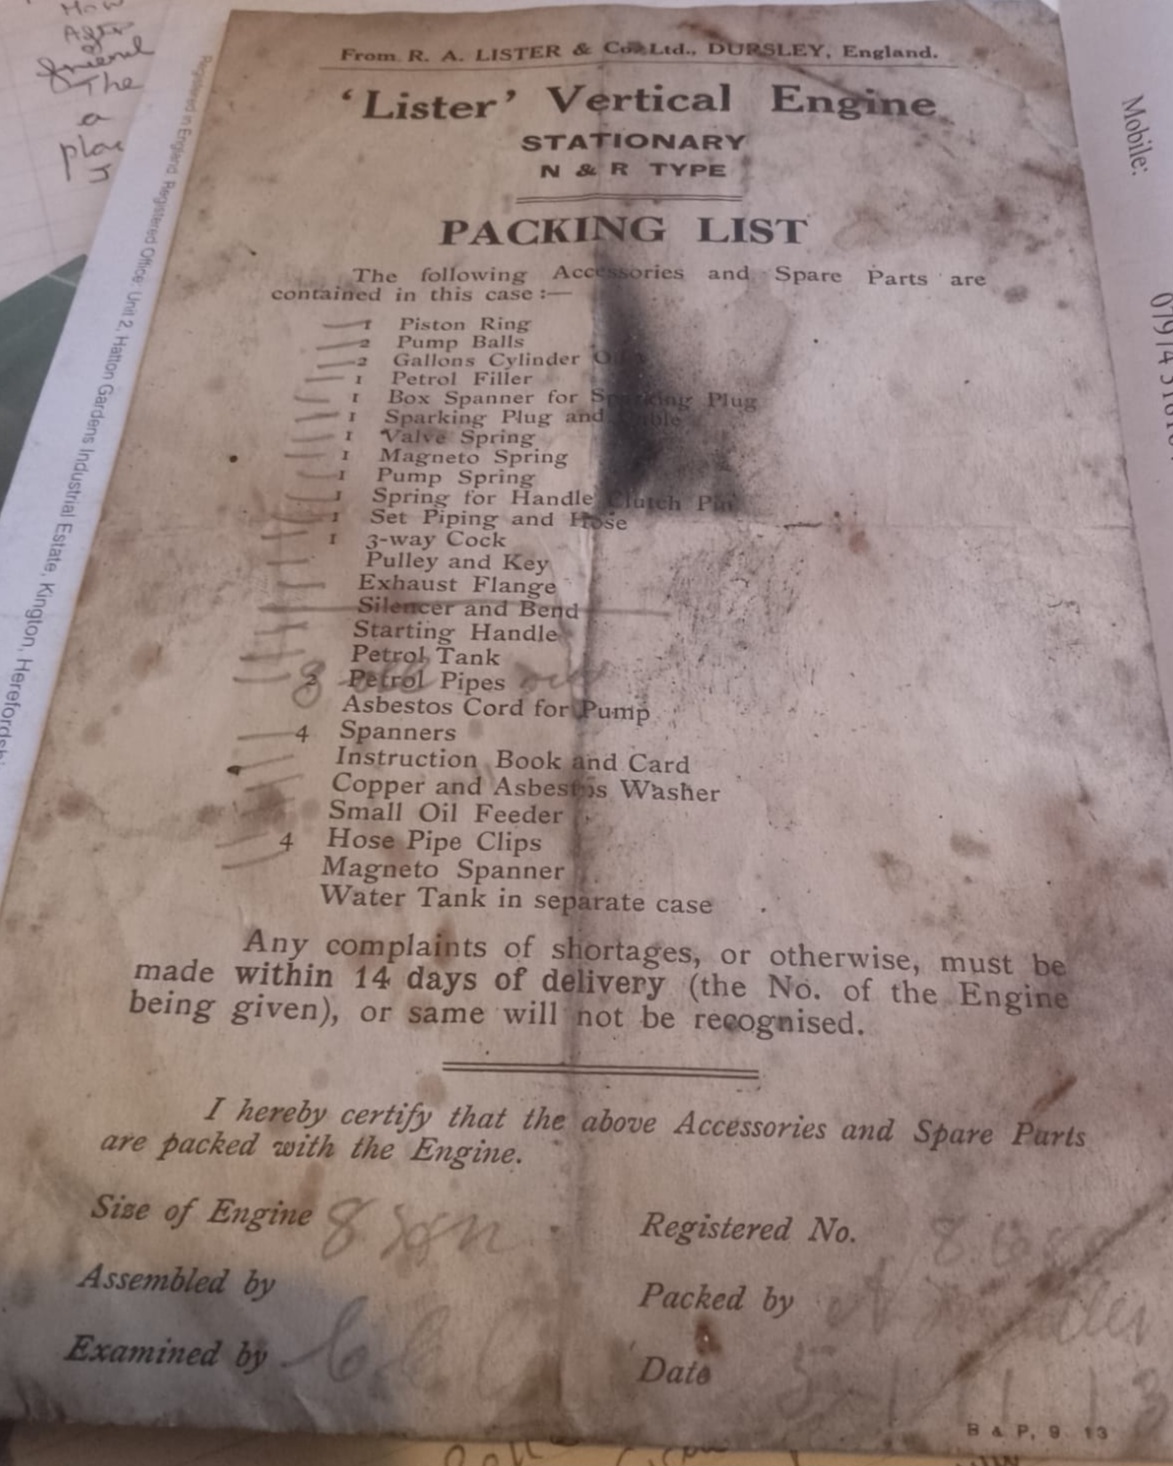 From R. A. LISTER & Co. Ltd., DURSLEY, England.
'Lister' Vertical Engine
STATIONARY
N & R TYPE
PACKING LIST
The following Accessories and Spare Parts are
contained in this case :—
1 Piston Ring
2 Pump Balls
2 Gallons Cylinder Oil
1 Petrol Filler
1 Box Spanner for Sparking Plug
1 Sparking Plug and Cable
1 Valve Spring
1 Magneto Spring
1 Pump Spring
1 Spring for Handle Clutch Pin
1 Set Piping and Hose
1 3-way Cock
Pulley and Key
Exhaust Flange
Silencer and Bend
Starting Handle
Petrol Tank
2 Petrol Pipes
Asbestos Cord for Pump
4 Spanners
Instruction Book and Card
Copper and Asbestos Washer
Small Oil Feeder
4 Hose Pipe Clips
Magneto Spanner
Water Tank in separate case
Any complaints of shortages, or otherwise, must be
made within 14 days of delivery (the No. of the Engine
being given), or same will not be recognised.
I hereby certify that the above Accessories and Spare Parts
are packed with the Engine.
Size of Engine 8
Registered No.
Assembled by
Packed by
Examined by
Date
B & P, 9 13
Registered in England. Registered Office: Unit 2, Hatton Gardens Industrial Estate, Kington,
Mobile:
The
a